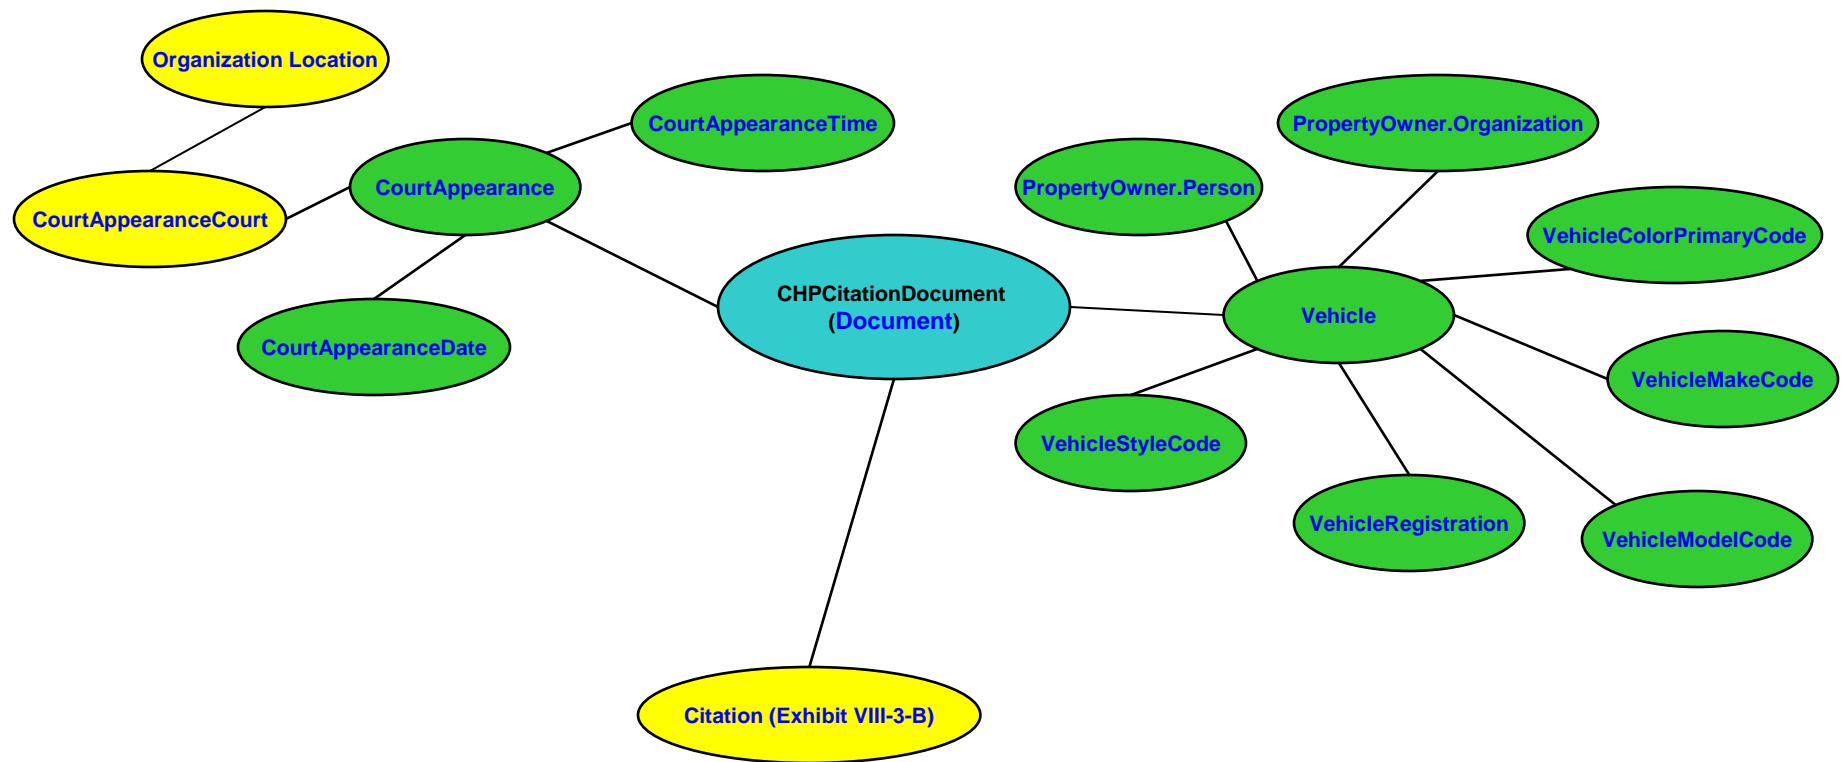 Organization Location
CourtAppearanceTime
PropertyOwner.Organization
CourtAppearance
PropertyOwner.Person
CourtAppearanceCourt
VehicleColorPrimaryCode
CHPCitationDocument
(Document)
Vehicle
CourtAppearanceDate
VehicleMakeCode
VehicleStyleCode
VehicleRegistration
VehicleModelCode
Citation (Exhibit VIII-3-B)